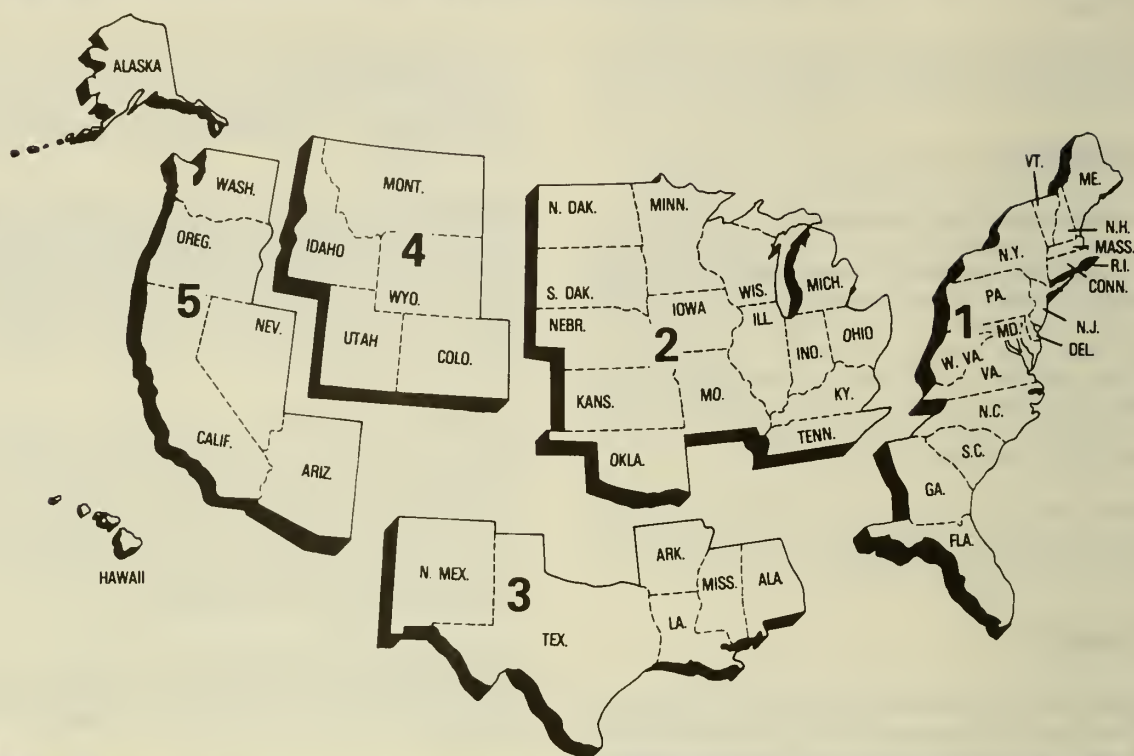 ALASKA
WASH.
OREG.
5
NEV.
CALIF.
ARIZ.
HAWAII
MONT.
IDAHO
4
WYO.
UTAH
COLO.
N. DAK.
MINN.
S. DAK.
WIS.
MICH.
NEBR.
IOWA
ILL.
2
IND.
OHIO
KANS.
MO.
KY.
TENN.
OKLA.
N. MEX.
3
TEX.
ARK.
MISS.
ALA.
LA.
VT.
ME.
N.H.
MASS.
R.I.
CONN.
N.Y.
PA.
1
N.J.
MD.
DEL.
W. VA.
VA.
N.C.
S.C.
GA.
FLA.